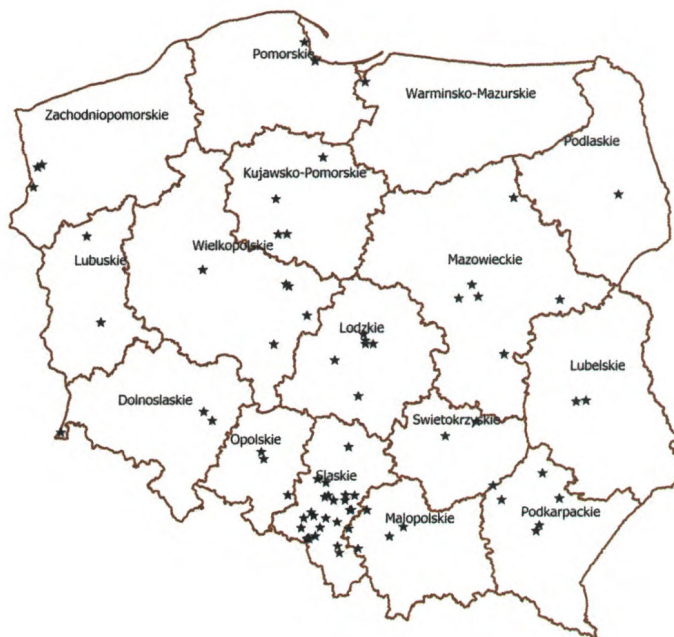 Pomorskie
Warminsko-Mazurskie
Zachodniopomorskie
Podlaskie
Kujawsko-Pomorskie
Wielkopolskie
Lubuskie
Mazowieckie
Lodzkie
Lubelskie
Dolnoslaskie
Swietokrzyskie
Opolskie
Slaskie
Podkarpackie
Malopolskie